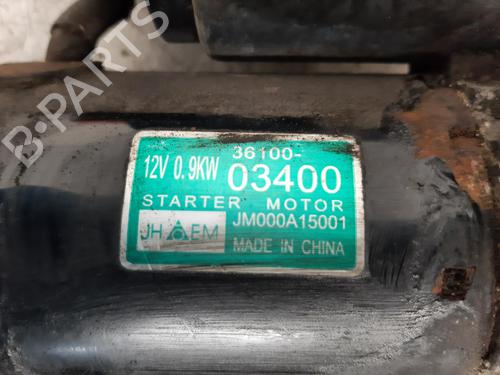 36100-
12V 0.9KW
03400
STARTER MOTOR
JH EM
JM000A15001
MADE IN CHINA
B-PARTS